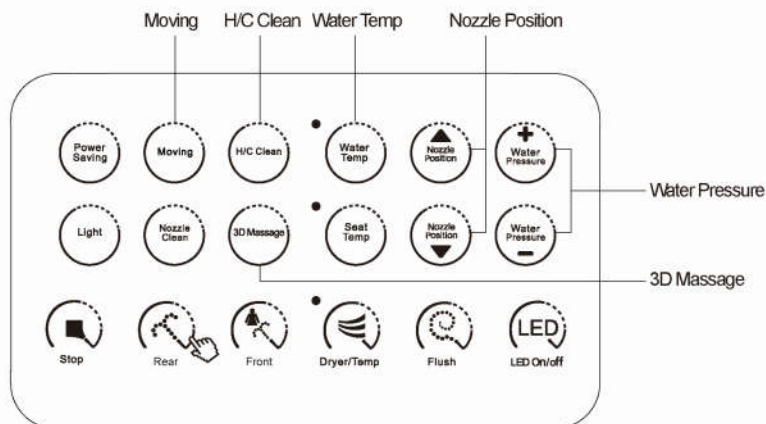 Moving H/C Clean Water Temp Nozzle Position
Power
Saving
Moving
H/C Clean
Water
Temp
Nozzle
Position
+
Water
Pressure
Water Pressure
Light
Nozzle
Clean
3D Massage
Seat
Temp
Nozzle
Position
Water
Pressure
−
3D Massage
LED
Stop
Rear
Front
Dryer/Temp
Flush
LED On/off